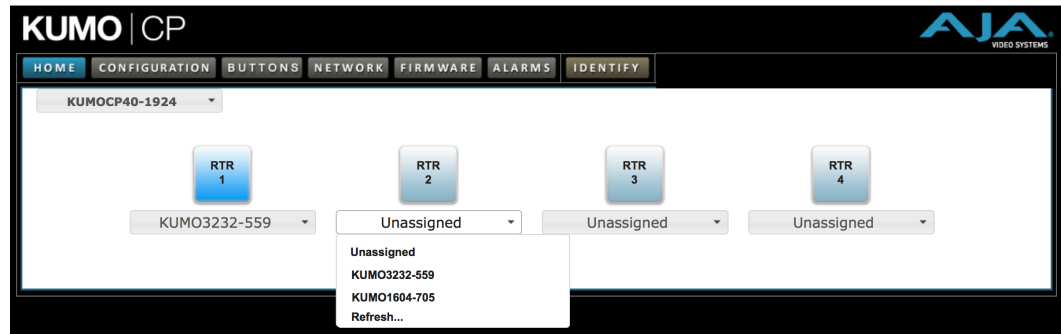 KUMO | CP
AJA
VIDEO SYSTEMS
HOME CONFIGURATION BUTTONS NETWORK FIRMWARE ALARMS IDENTIFY
KUMOCP40-1924
RTR RTR RTR RTR
1 2 3 4
KUMO3232-559 Unassigned Unassigned Unassigned
Unassigned
KUMO3232-559
KUMO1604-705
Refresh...